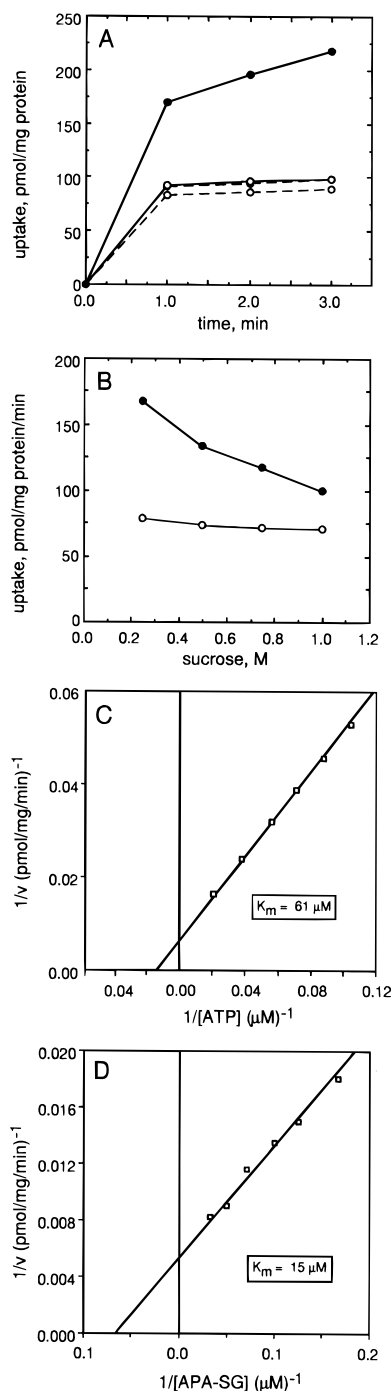 A
250
200
150
100
50
0
uptake, pmol/mg protein
0.0 1.0 2.0 3.0
time, min
B
200
150
100
50
0
uptake, pmol/mg protein/min
0.0 0.2 0.4 0.6 0.8 1.0 1.2
sucrose, M
C
0.06
0.04
0.02
0.00
1/v (pmol/mg/min)⁻¹
Kₘ = 61 µM
0.04 0.00 0.04 0.08 0.12
1/[ATP] (µM)⁻¹
D
0.020
0.016
0.012
0.008
0.004
0.000
1/v (pmol/mg/min)⁻¹
Kₘ = 15 µM
0.1 0.0 0.1 0.2
1/[APA-SG] (µM)⁻¹